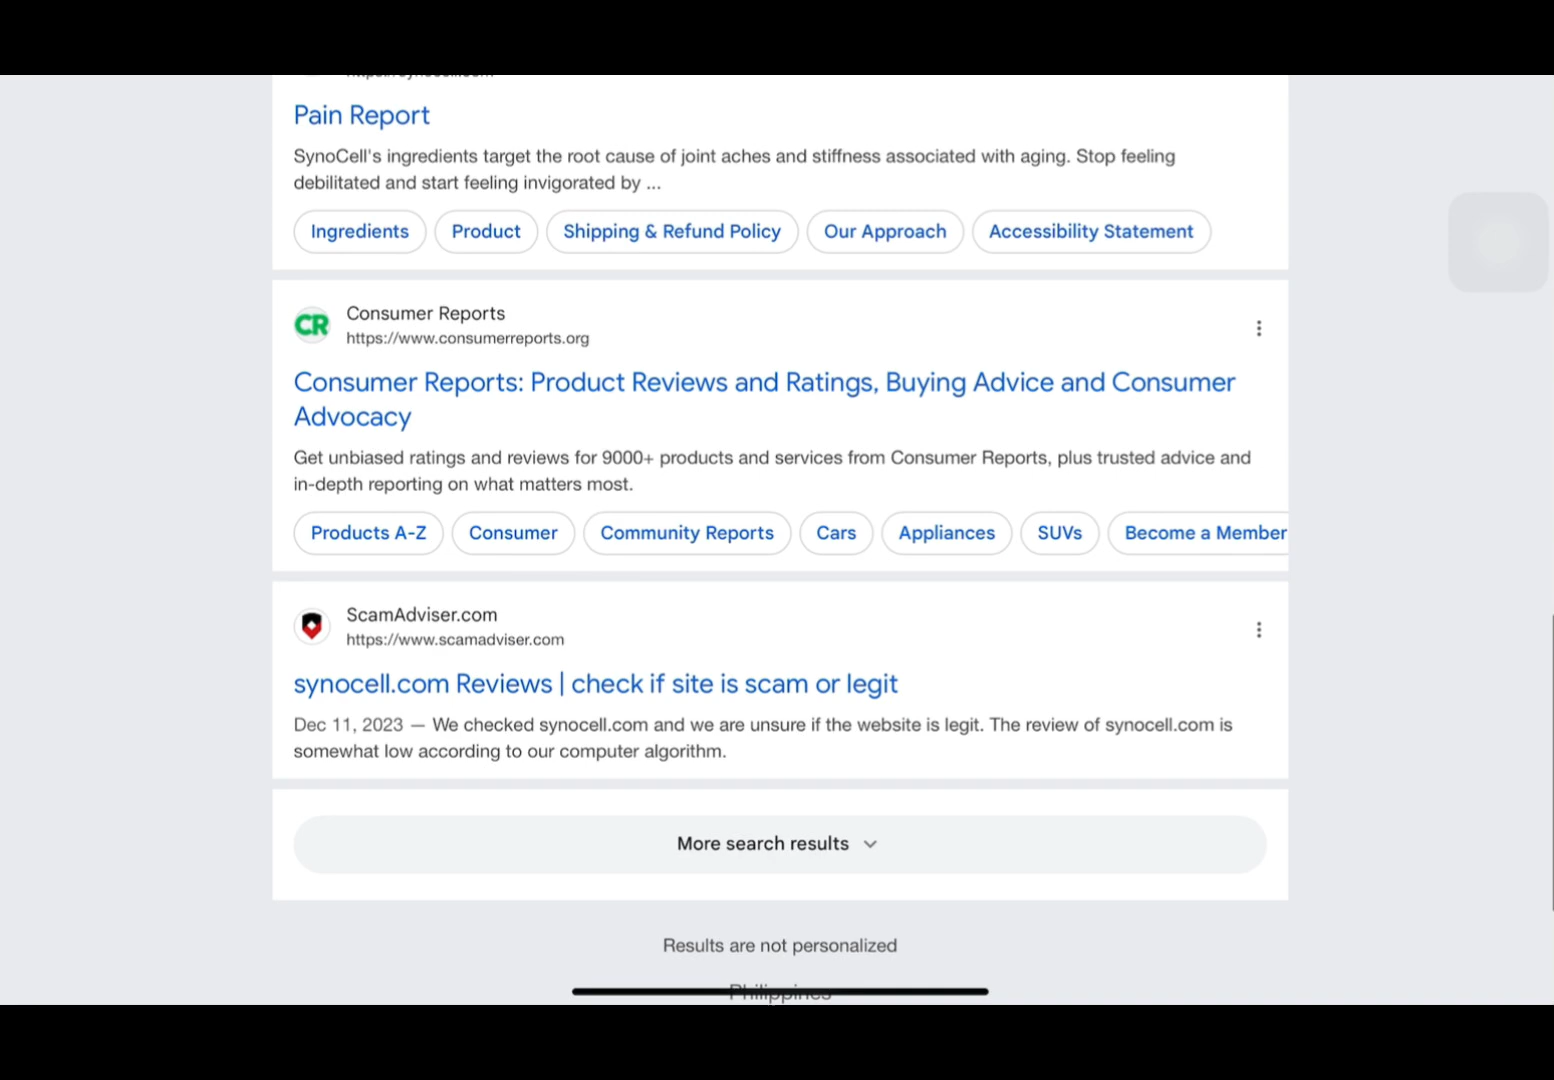 Pain Report
SynoCell's ingredients target the root cause of joint aches and stiffness associated with aging. Stop feeling
debilitated and start feeling invigorated by ...
Ingredients
Product
Shipping & Refund Policy
Our Approach
Accessibility Statement
CR
Consumer Reports
https://www.consumerreports.org
Consumer Reports: Product Reviews and Ratings, Buying Advice and Consumer
Advocacy
Get unbiased ratings and reviews for 9000+ products and services from Consumer Reports, plus trusted advice and
in-depth reporting on what matters most.
Products A-Z
Consumer
Community Reports
Cars
Appliances
SUVs
Become a Member
ScamAdviser.com
https://www.scamadviser.com
synocell.com Reviews | check if site is scam or legit
Dec 11, 2023 — We checked synocell.com and we are unsure if the website is legit. The review of synocell.com is
somewhat low according to our computer algorithm.
More search results
Results are not personalized
Philippines